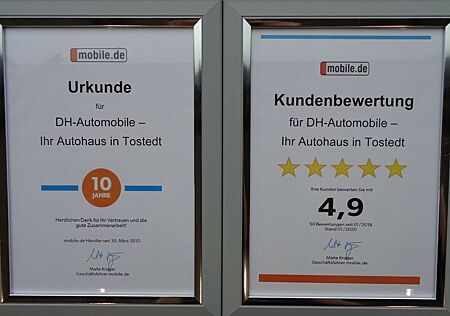 mobile.de
Urkunde
für
DH-Automobile –
Ihr Autohaus in Tostedt
10
JAHRE
Herzlichen Dank für Ihr Vertrauen und die
gute Zusammenarbeit!
mobile.de Händler seit 30. März 2010
Malte Krüger
Geschäftsführer mobile.de
mobile.de
Kundenbewertung
für DH-Automobile –
Ihr Autohaus in Tostedt
Ihre Kunden bewerten Sie mit
4,9
50 Bewertungen seit 01/2018
Stand 01/2020
Malte Krüger
Geschäftsführer mobile.de